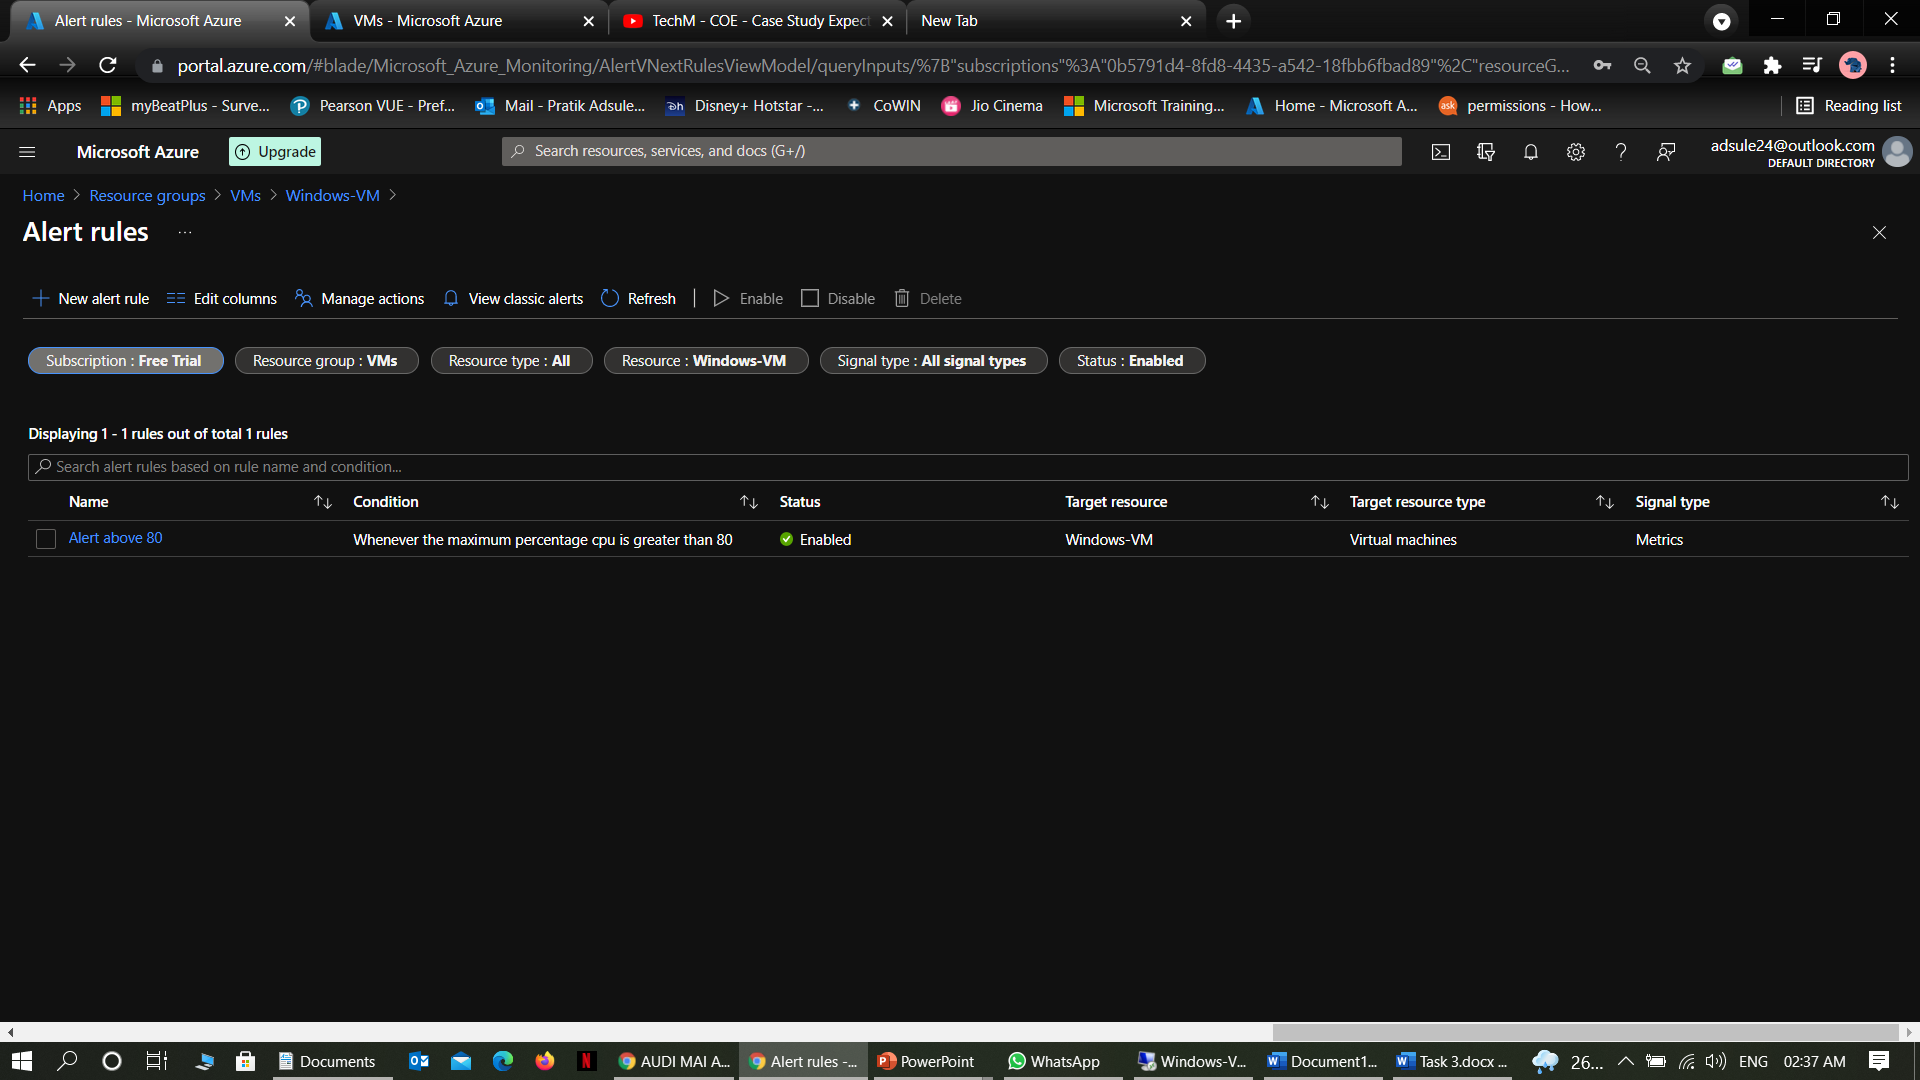 Alert rules - Microsoft Azure
VMs - Microsoft Azure
TechM - COE - Case Study Expect
New Tab
portal.azure.com/#blade/Microsoft_Azure_Monitoring/AlertVNextRulesViewModel/queryInputs/%7B"subscriptions"%3A"0b5791d4-8fd8-4435-a542-18fbb6fbad89"%2C"resourceG...
Apps
myBeatPlus - Surve...
Pearson VUE - Pref...
Mail - Pratik Adsule...
Disney+ Hotstar -...
CoWIN
Jio Cinema
Microsoft Training...
Home - Microsoft A...
ask
permissions - How...
Reading list
Microsoft Azure
Upgrade
Search resources, services, and docs (G+/)
adsule24@outlook.com
DEFAULT DIRECTORY
Home > Resource groups > VMs > Windows-VM >
Alert rules ...
New alert rule
Edit columns
Manage actions
View classic alerts
Refresh
Enable
Disable
Delete
Subscription : Free Trial
Resource group : VMs
Resource type : All
Resource : Windows-VM
Signal type : All signal types
Status : Enabled
Displaying 1 - 1 rules out of total 1 rules
Search alert rules based on rule name and condition...
Name Condition Status Target resource Target resource type Signal type
Alert above 80 Whenever the maximum percentage cpu is greater than 80 Enabled Windows-VM Virtual machines Metrics
Documents
AUDI MAI A...
Alert rules -...
PowerPoint
WhatsApp
Windows-V...
Document1...
Task 3.docx ...
26...
ENG
02:37 AM